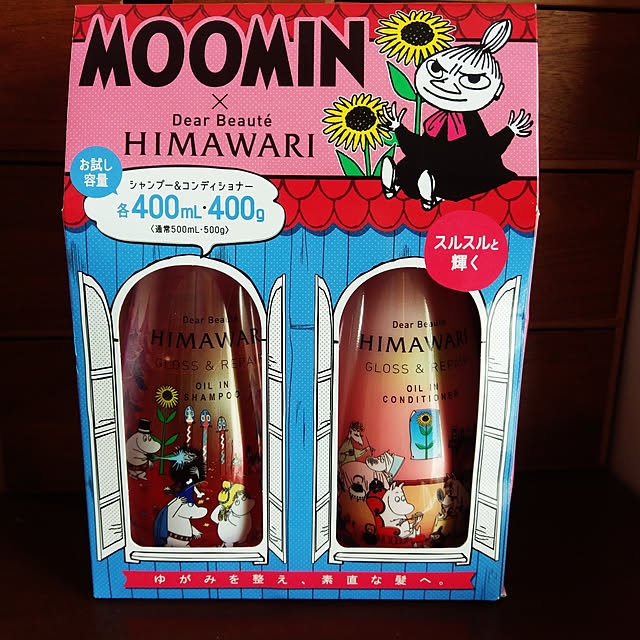 MOOMIN
×
Dear Beauté
HIMAWARI
お試し
容量
シャンプー&コンディショナー
各400mL・400g
〈通常500mL・500g〉
スルスルと
輝く
Dear Beauté
HIMAWARI
GLOSS & REPAIR
OIL IN
SHAMPOO
Dear Beauté
HIMAWARI
GLOSS & REPAIR
OIL IN
CONDITIONER
ゆがみを整え、素直な髪へ。